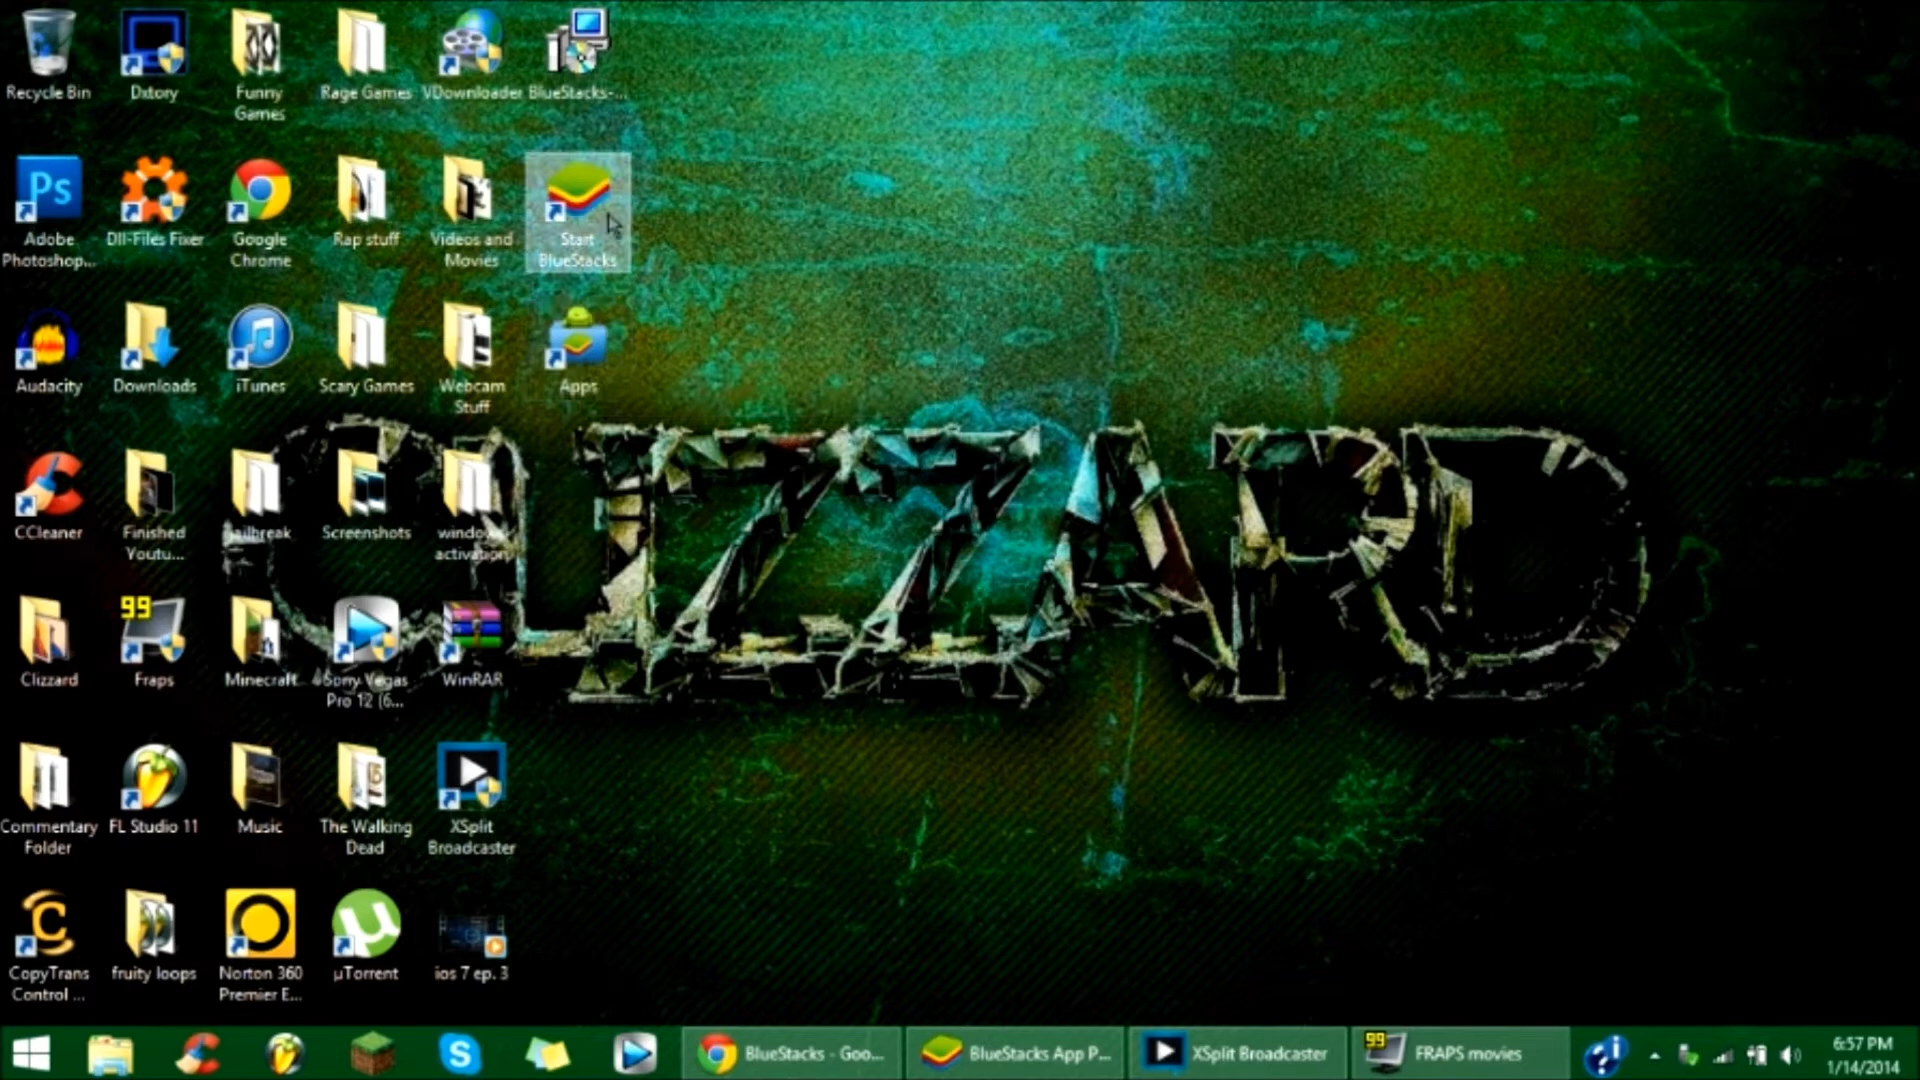 Recycle Bin
Dxtory
Funny
Games
Rage Games
VDownloader
BlueStacks-...
Ps
Adobe
Photoshop...
Dll-Files Fixer
Google
Chrome
Rap stuff
Videos and
Movies
Start
BlueStacks
Audacity
Downloads
iTunes
Scary Games
Webcam
Stuff
Apps
CLIZZARD
CCleaner
Finished
Youtu...
Jailbreak
Screenshots
windows
activation
99
Clizzard
Fraps
Minecraft
Sony Vegas
Pro 12 (6...
WinRAR
Commentary
Folder
FL Studio 11
Music
The Walking
Dead
XSplit
Broadcaster
CopyTrans
Control ...
fruity loops
Norton 360
Premier E...
µTorrent
ios 7 ep. 3
BlueStacks - Goo...
BlueStacks App P...
XSplit Broadcaster
99
FRAPS movies
6:57 PM
1/14/2014